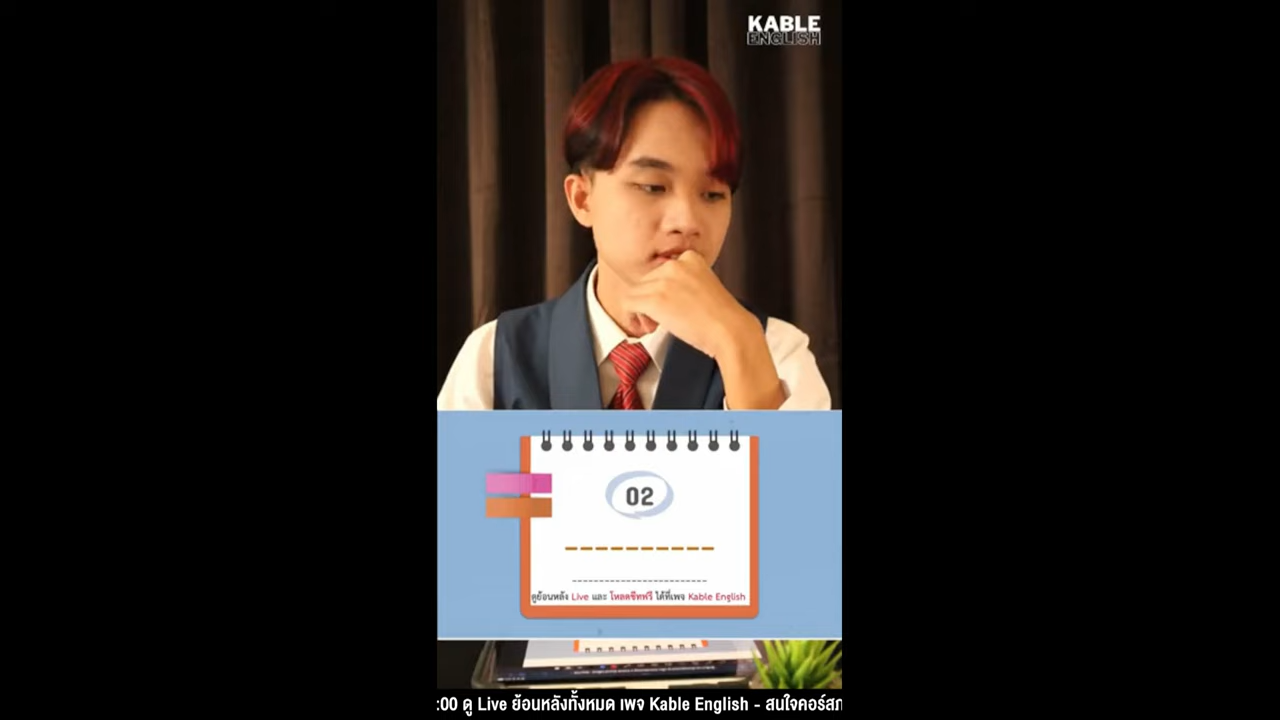 KABLE
ENGLISH
02
ดูย้อนหลัง Live และ โหลดชีทฟรี ได้ที่เพจ Kable English
:00 ดู Live ย้อนหลังทั้งหมด เพจ Kable English - สนใจคอร์สภ